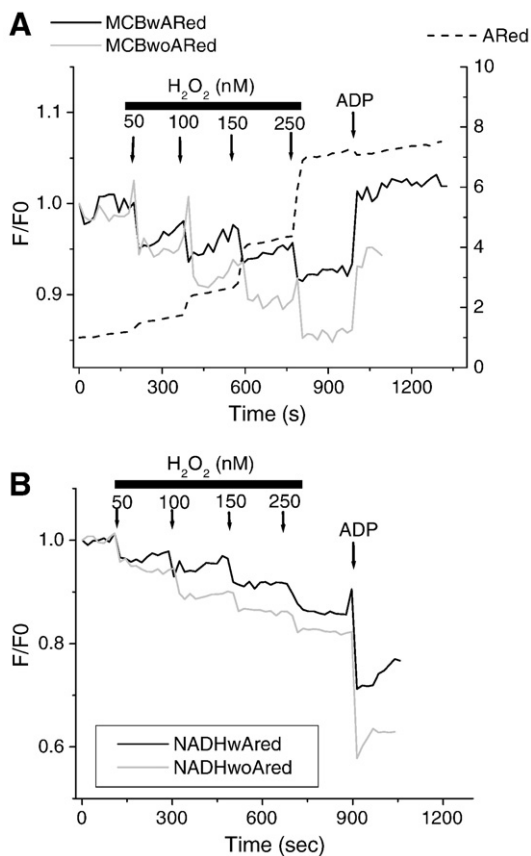 A
MCBwARed
MCBwoARed
ARed
H₂O₂ (nM)
ADP
50 100 150 250
1.1
1.0
0.9
F/F0
10
8
6
4
2
0
0 300 600 900 1200
Time (s)
B
H₂O₂ (nM)
50 100 150 250
ADP
1.0
0.8
0.6
F/F0
NADHwAred
NADHwoAred
0 300 600 900 1200
Time (sec)